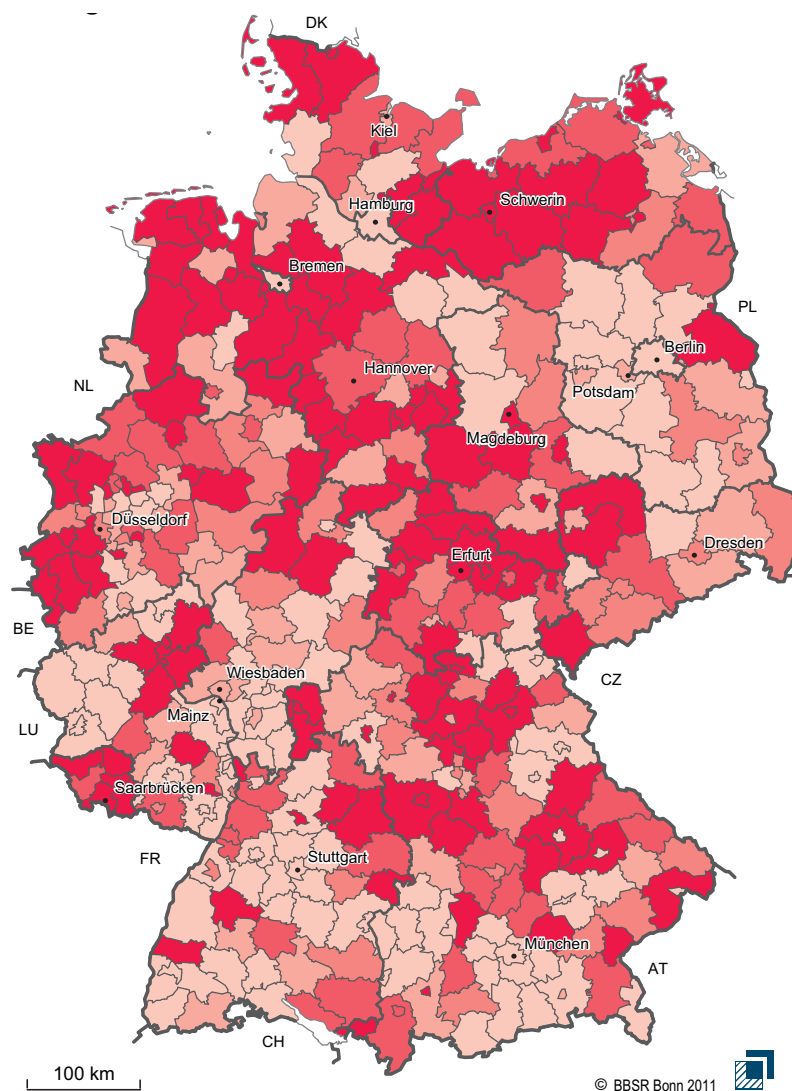 DK
Kiel
Hamburg
Schwerin
Bremen
PL
Berlin
Hannover
NL
Potsdam
Magdeburg
Düsseldorf
Dresden
Erfurt
BE
CZ
Wiesbaden
Mainz
LU
Saarbrücken
FR
Stuttgart
München
AT
CH
100 km
© BBSR Bonn 2011